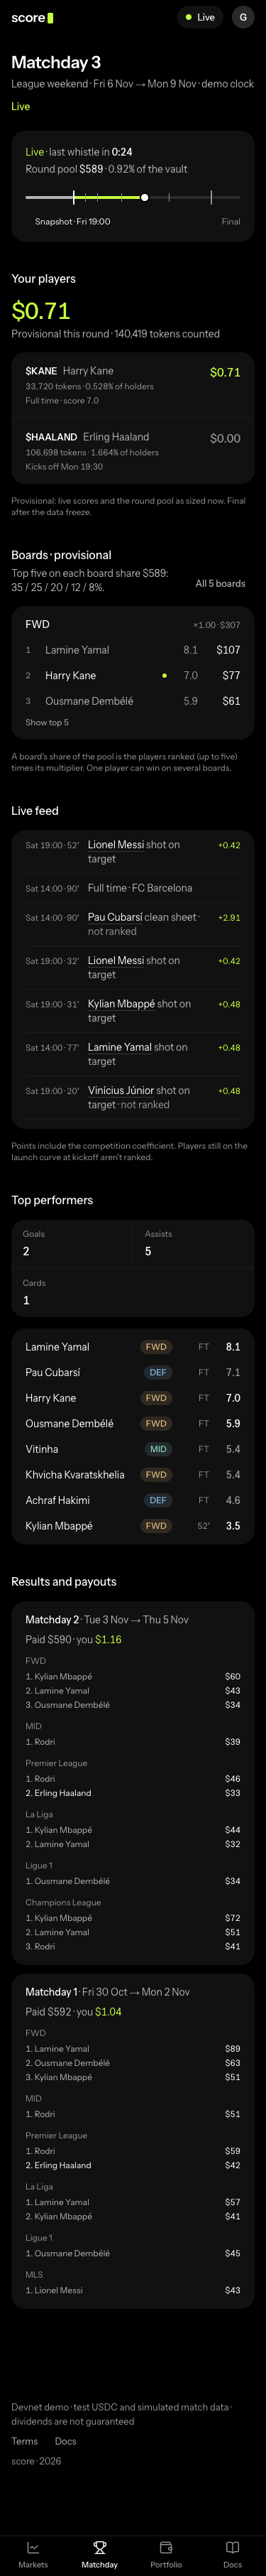 score
Live
G
Matchday 3
League weekend · Fri 6 Nov → Mon 9 Nov · demo clock
Live
Live · last whistle in 0:24
Round pool $589 · 0.92% of the vault
Snapshot · Fri 19:00
Final
Your players
$0.71
Provisional this round · 140,419 tokens counted
$KANE Harry Kane
$0.71
33,720 tokens · 0.528% of holders
Full time · score 7.0
$HAALAND Erling Haaland
$0.00
106,698 tokens · 1.664% of holders
Kicks off Mon 19:30
Provisional: live scores and the round pool as sized now. Final
after the data freeze.
Boards · provisional
Top five on each board share $589:
35 / 25 / 20 / 12 / 8%.
All 5 boards
FWD
×1.00 · $307
1 Lamine Yamal 8.1 $107
2 Harry Kane 7.0 $77
3 Ousmane Dembélé 5.9 $61
Show top 5
A board's share of the pool is the players ranked (up to five)
times its multiplier. One player can win on several boards.
Live feed
Sat 19:00 · 52' Lionel Messi shot on +0.42
target
Sat 14:00 · 90' Full time · FC Barcelona
Sat 14:00 · 90' Pau Cubarsí clean sheet · +2.91
not ranked
Sat 19:00 · 32' Lionel Messi shot on +0.42
target
Sat 19:00 · 31' Kylian Mbappé shot on +0.48
target
Sat 14:00 · 77' Lamine Yamal shot on +0.48
target
Sat 19:00 · 20' Vinícius Júnior shot on +0.48
target · not ranked
Points include the competition coefficient. Players still on the
launch curve at kickoff aren't ranked.
Top performers
Goals
2
Assists
5
Cards
1
Lamine Yamal FWD FT 8.1
Pau Cubarsí DEF FT 7.1
Harry Kane FWD FT 7.0
Ousmane Dembélé FWD FT 5.9
Vitinha MID FT 5.4
Khvicha Kvaratskhelia FWD FT 5.4
Achraf Hakimi DEF FT 4.6
Kylian Mbappé FWD 52' 3.5
Results and payouts
Matchday 2 · Tue 3 Nov → Thu 5 Nov
Paid $590 · you $1.16
FWD
1. Kylian Mbappé $60
2. Lamine Yamal $43
3. Ousmane Dembélé $34
MID
1. Rodri $39
Premier League
1. Rodri $46
2. Erling Haaland $33
La Liga
1. Kylian Mbappé $44
2. Lamine Yamal $32
Ligue 1
1. Ousmane Dembélé $34
Champions League
1. Kylian Mbappé $72
2. Lamine Yamal $51
3. Rodri $41
Matchday 1 · Fri 30 Oct → Mon 2 Nov
Paid $592 · you $1.04
FWD
1. Lamine Yamal $89
2. Ousmane Dembélé $63
3. Kylian Mbappé $51
MID
1. Rodri $51
Premier League
1. Rodri $59
2. Erling Haaland $42
La Liga
1. Lamine Yamal $57
2. Kylian Mbappé $41
Ligue 1
1. Ousmane Dembélé $45
MLS
1. Lionel Messi $43
Devnet demo · test USDC and simulated match data ·
dividends are not guaranteed
Terms Docs
score · 2026
Markets Matchday Portfolio Docs